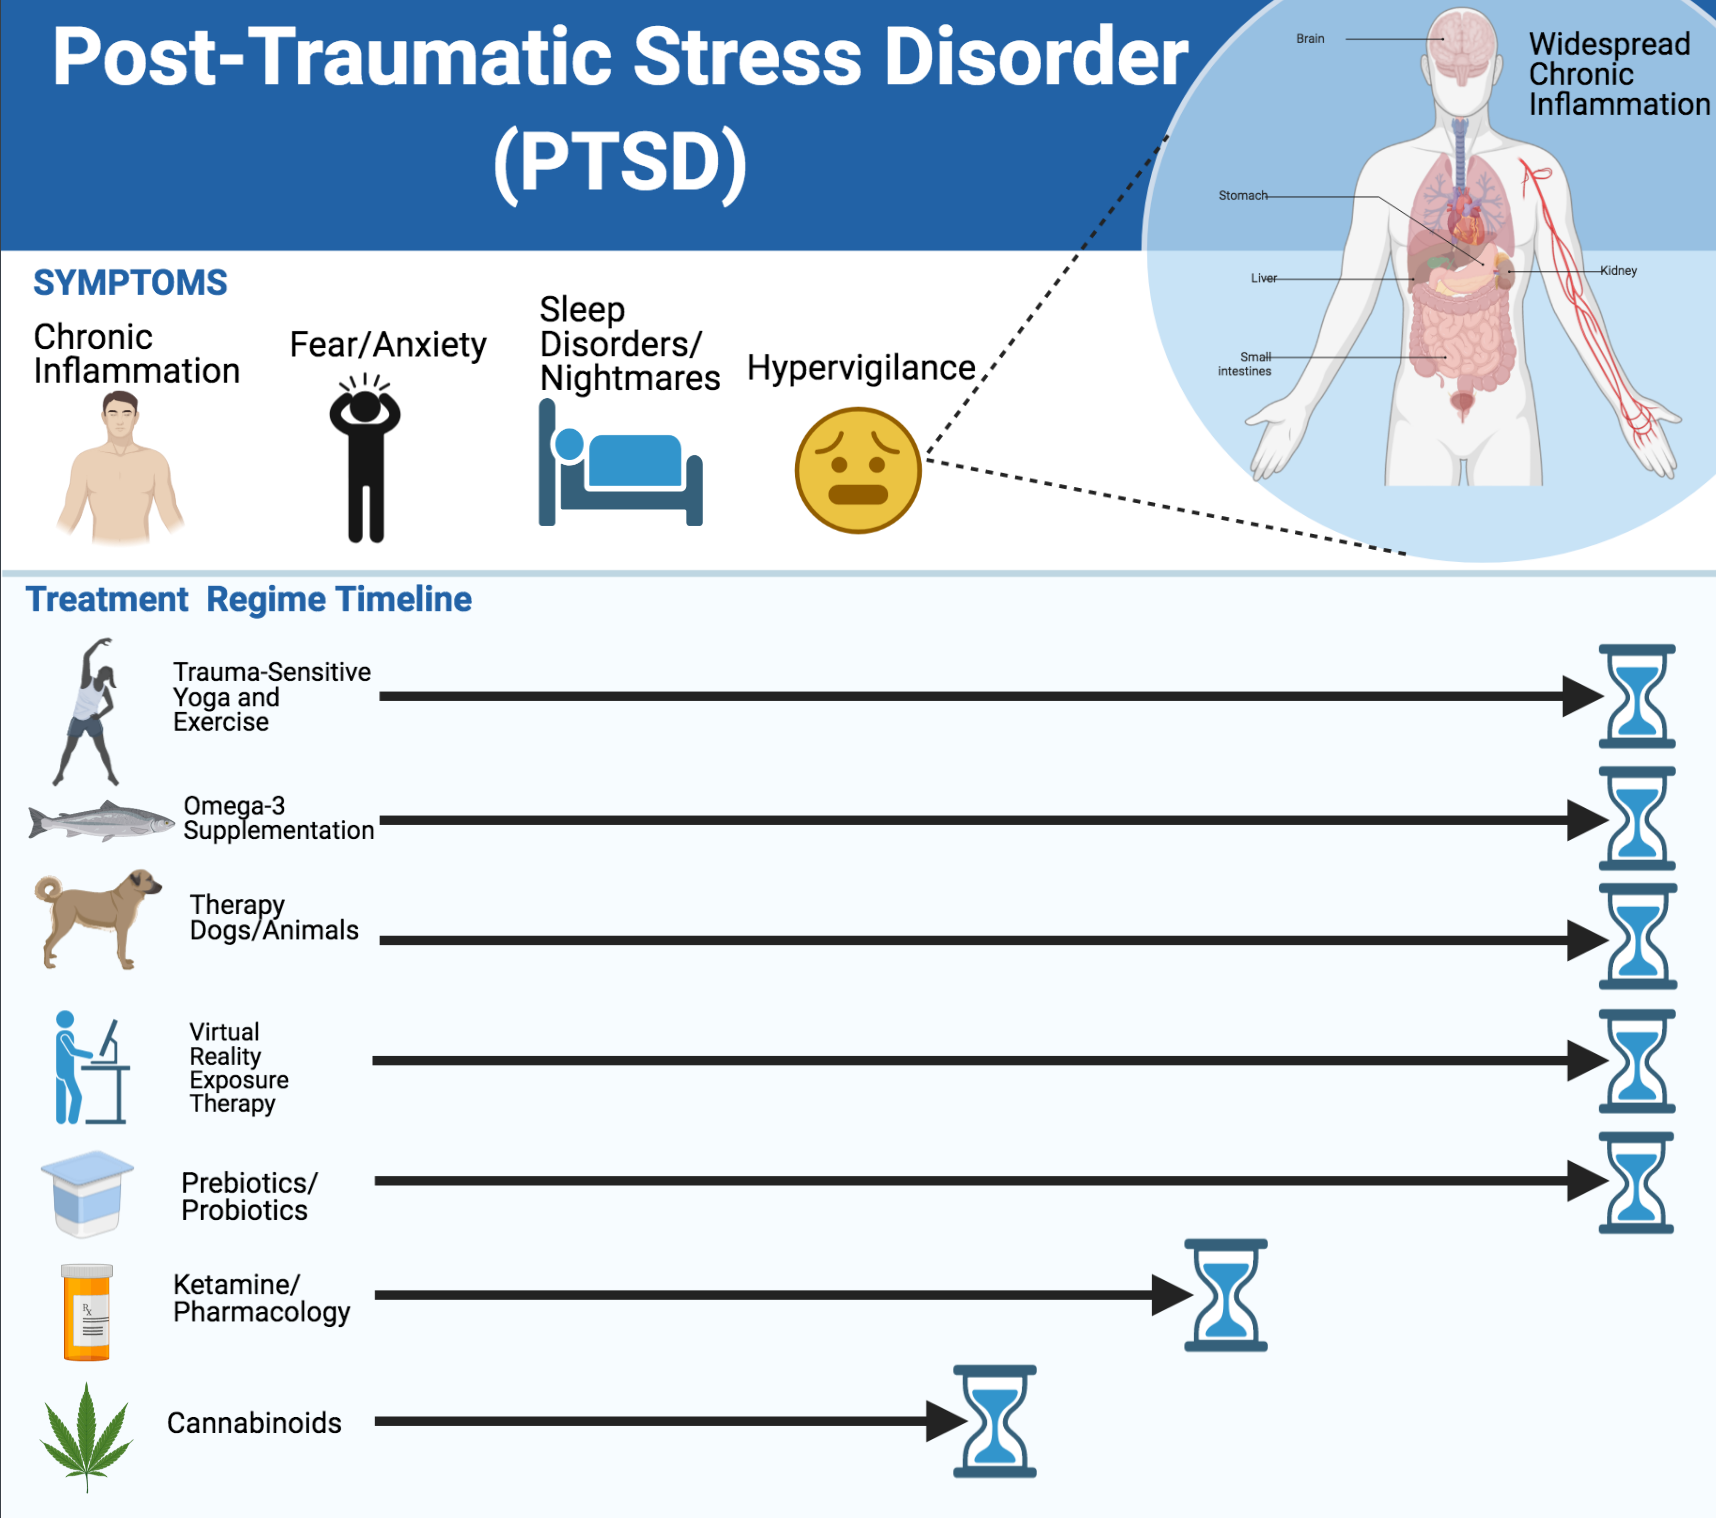 Post-Traumatic Stress Disorder
(PTSD)
Brain
Widespread
Chronic
Inflammation
Stomach
Liver
Kidney
Small
intestines
SYMPTOMS
Chronic
Inflammation
Fear/Anxiety
Sleep
Disorders/
Nightmares
Hypervigilance
Treatment Regime Timeline
Trauma-Sensitive
Yoga and
Exercise
Omega-3
Supplementation
Therapy
Dogs/Animals
Virtual
Reality
Exposure
Therapy
Prebiotics/
Probiotics
Rx
Ketamine/
Pharmacology
Cannabinoids